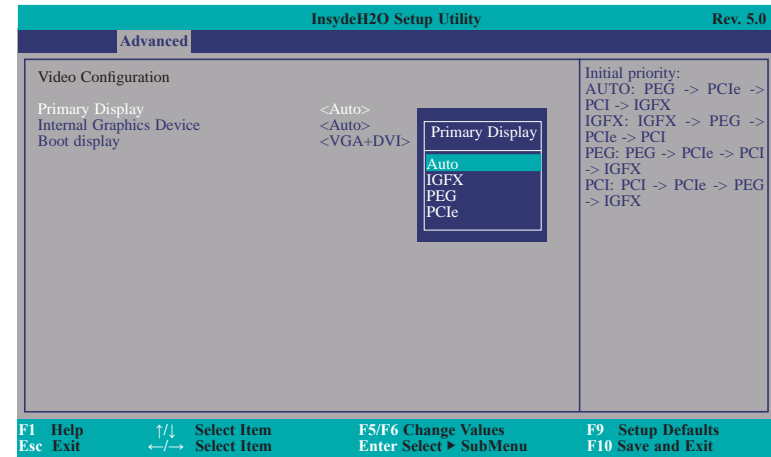 InsydeH2O Setup Utility Rev. 5.0
Advanced
Video Configuration
Primary Display <Auto>
Internal Graphics Device <Auto>
Boot display <VGA+DVI>
Primary Display
Auto
IGFX
PEG
PCIe
Initial priority:
AUTO: PEG -> PCIe ->
PCI -> IGFX
IGFX: IGFX -> PEG ->
PCIe -> PCI
PEG: PEG -> PCIe -> PCI
-> IGFX
PCI: PCI -> PCIe -> PEG
-> IGFX
F1 Help ↑/↓ Select Item F5/F6 Change Values F9 Setup Defaults
Esc Exit ←/→ Select Item Enter Select ▶ SubMenu F10 Save and Exit